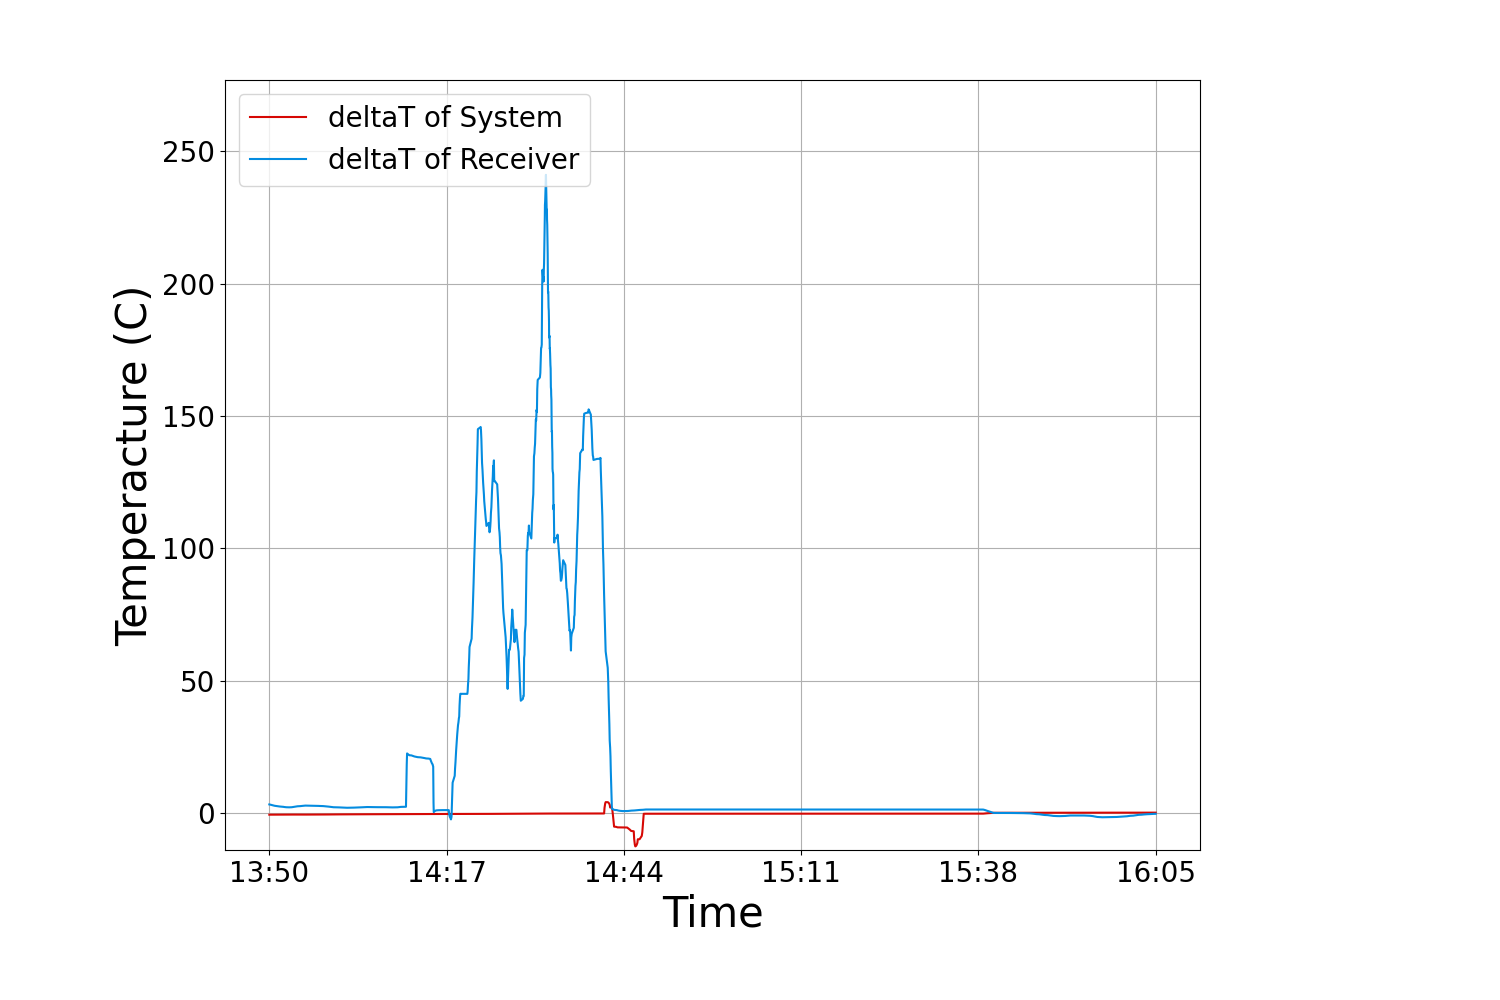 deltaT of System
deltaT of Receiver
Temperacture (C)
250
200
150
100
50
0
13:50 14:17 14:44 15:11 15:38 16:05
Time